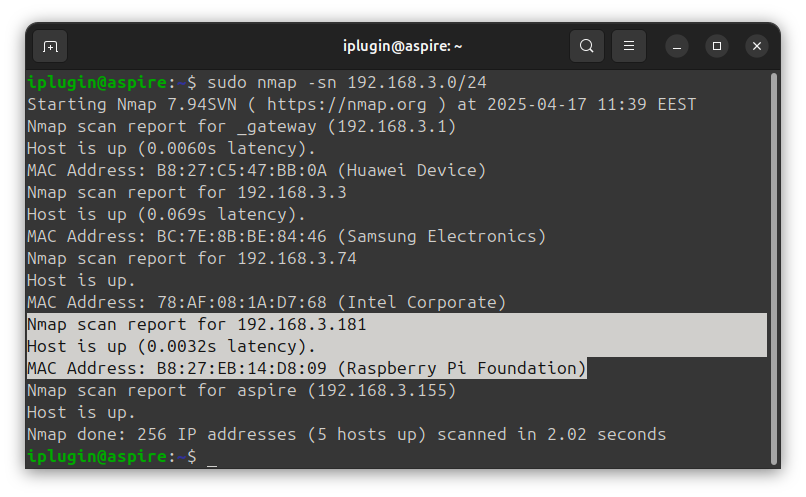 iplugin@aspire: ~
iplugin@aspire:~$ sudo nmap -sn 192.168.3.0/24
Starting Nmap 7.94SVN ( https://nmap.org ) at 2025-04-17 11:39 EEST
Nmap scan report for _gateway (192.168.3.1)
Host is up (0.0060s latency).
MAC Address: B8:27:C5:47:BB:0A (Huawei Device)
Nmap scan report for 192.168.3.3
Host is up (0.069s latency).
MAC Address: BC:7E:8B:BE:84:46 (Samsung Electronics)
Nmap scan report for 192.168.3.74
Host is up.
MAC Address: 78:AF:08:1A:D7:68 (Intel Corporate)
Nmap scan report for 192.168.3.181
Host is up (0.0032s latency).
MAC Address: B8:27:EB:14:D8:09 (Raspberry Pi Foundation)
Nmap scan report for aspire (192.168.3.155)
Host is up.
Nmap done: 256 IP addresses (5 hosts up) scanned in 2.02 seconds
iplugin@aspire:~$ _